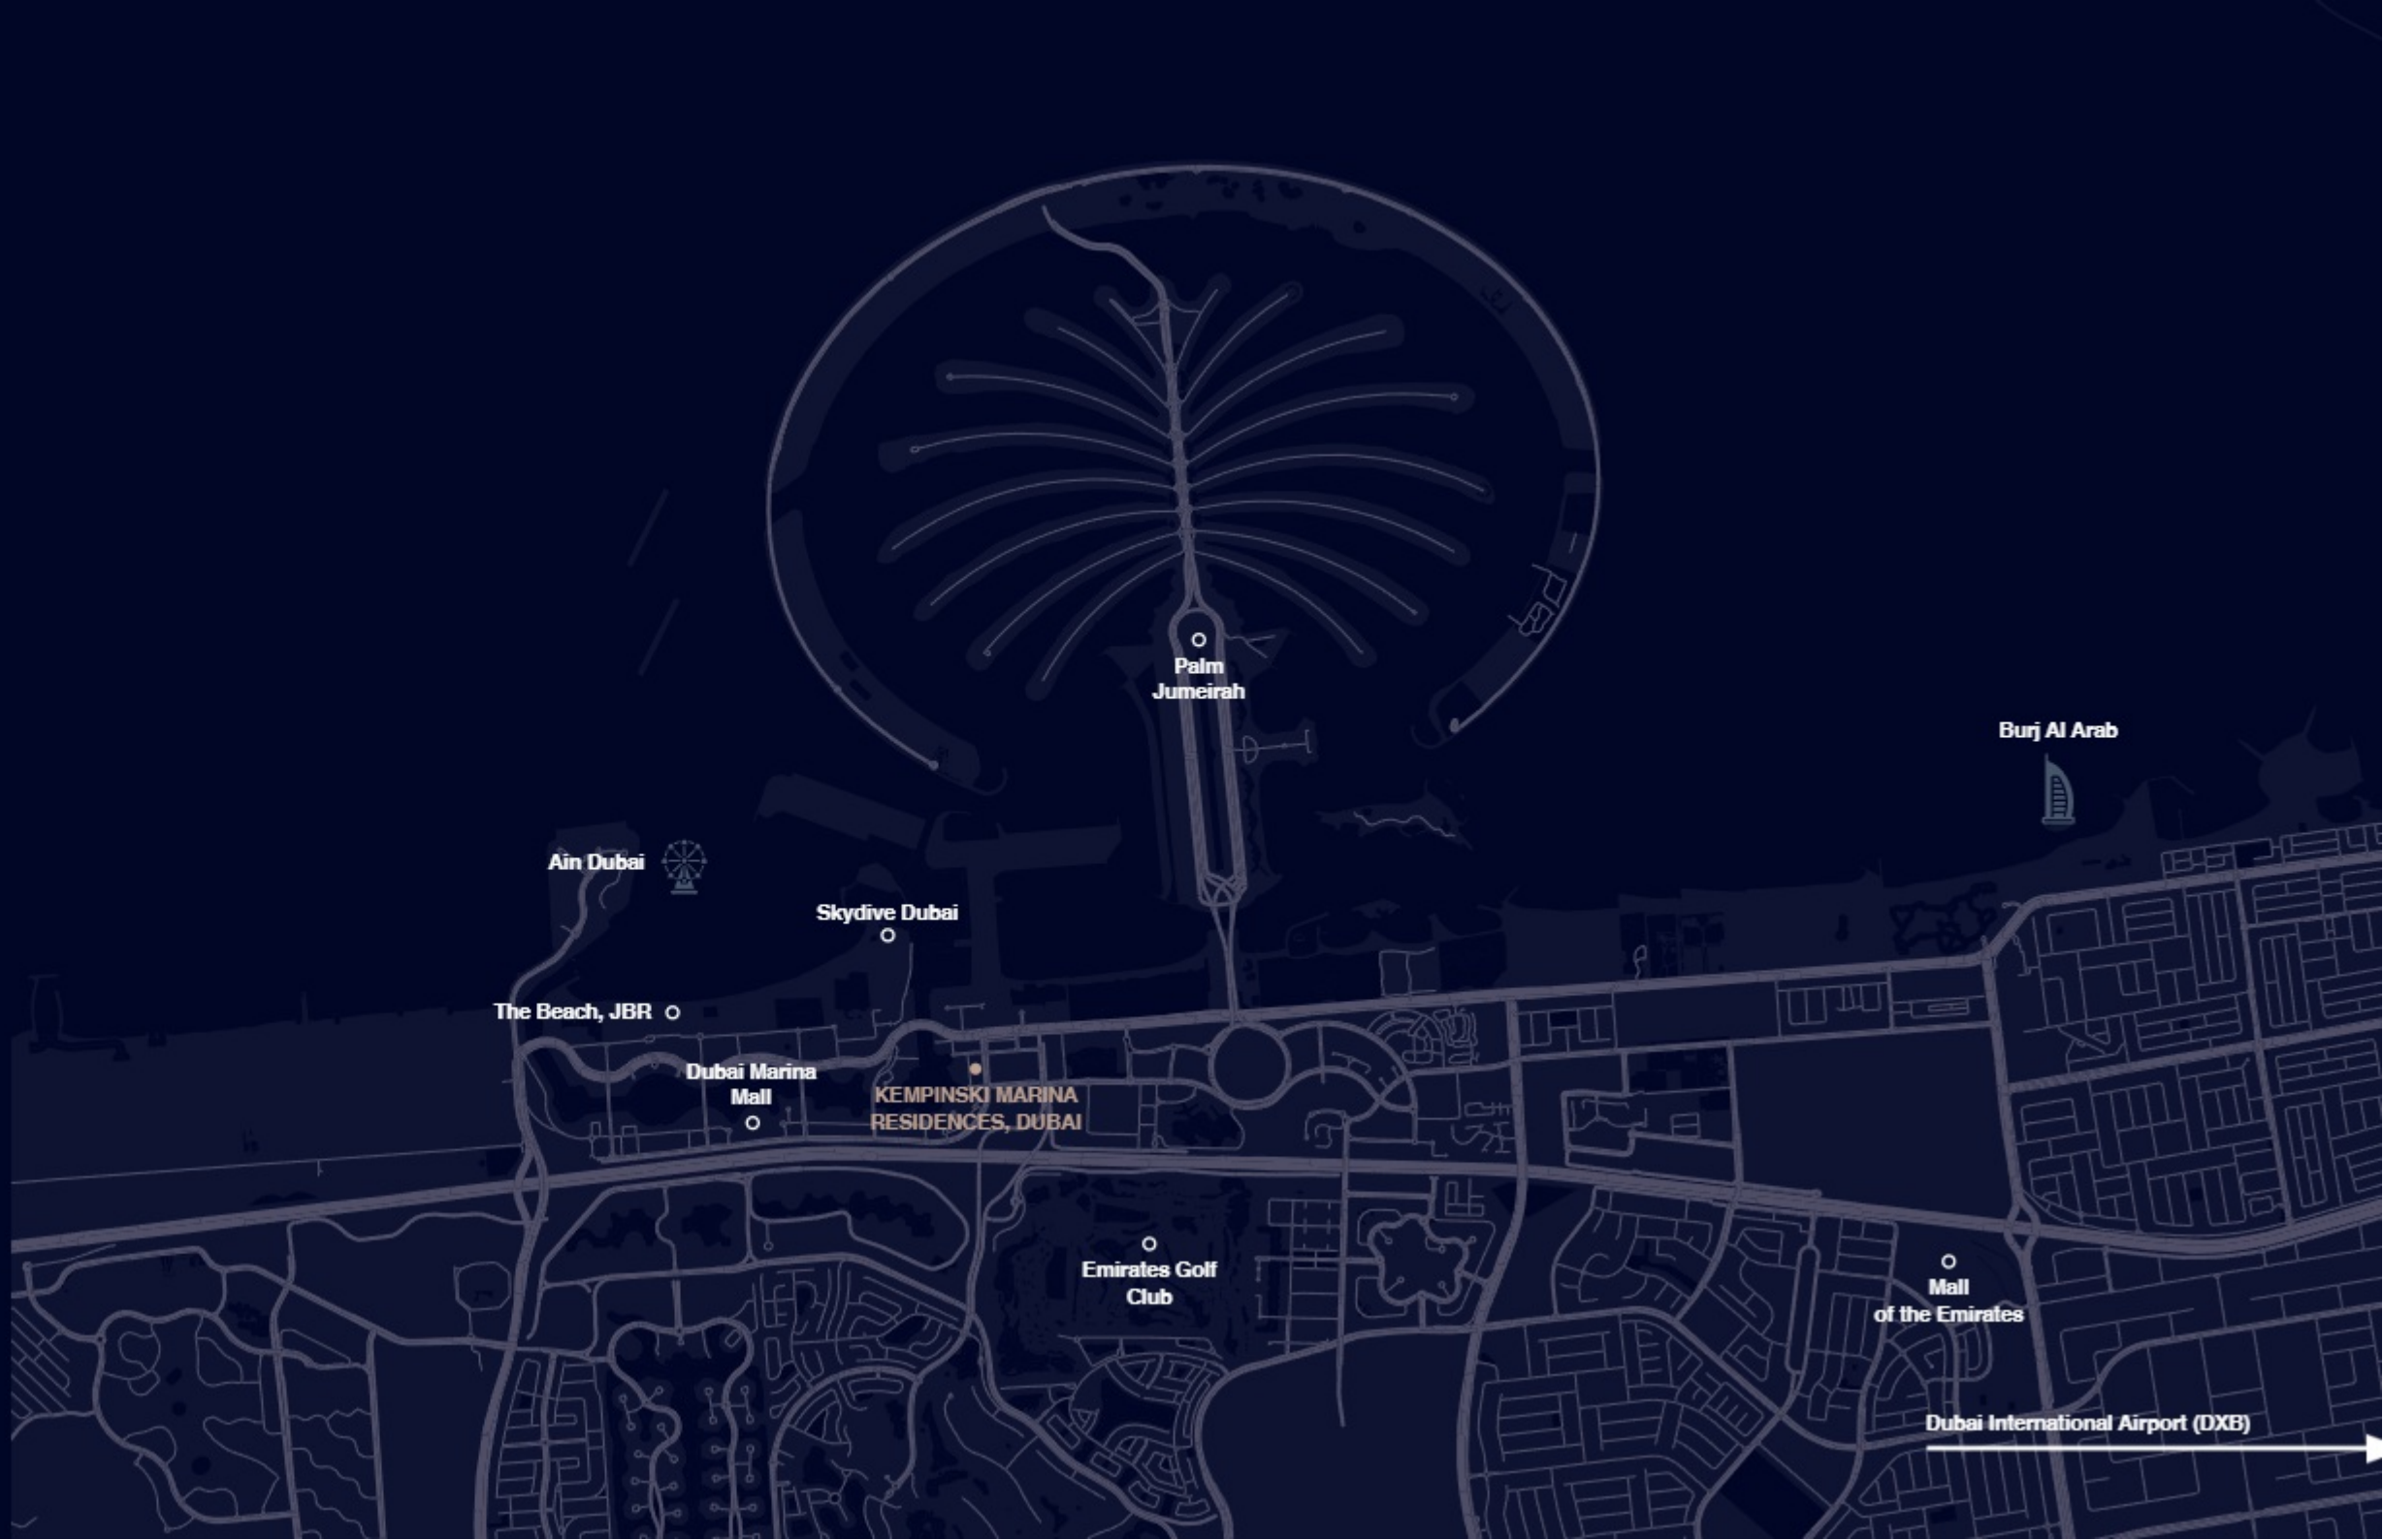 Palm
Jumeirah
Burj Al Arab
Ain Dubai
Skydive Dubai
The Beach, JBR
Dubai Marina
Mall
KEMPINSKI MARINA
RESIDENCES, DUBAI
Emirates Golf
Club
Mall
of the Emirates
Dubai International Airport (DXB)